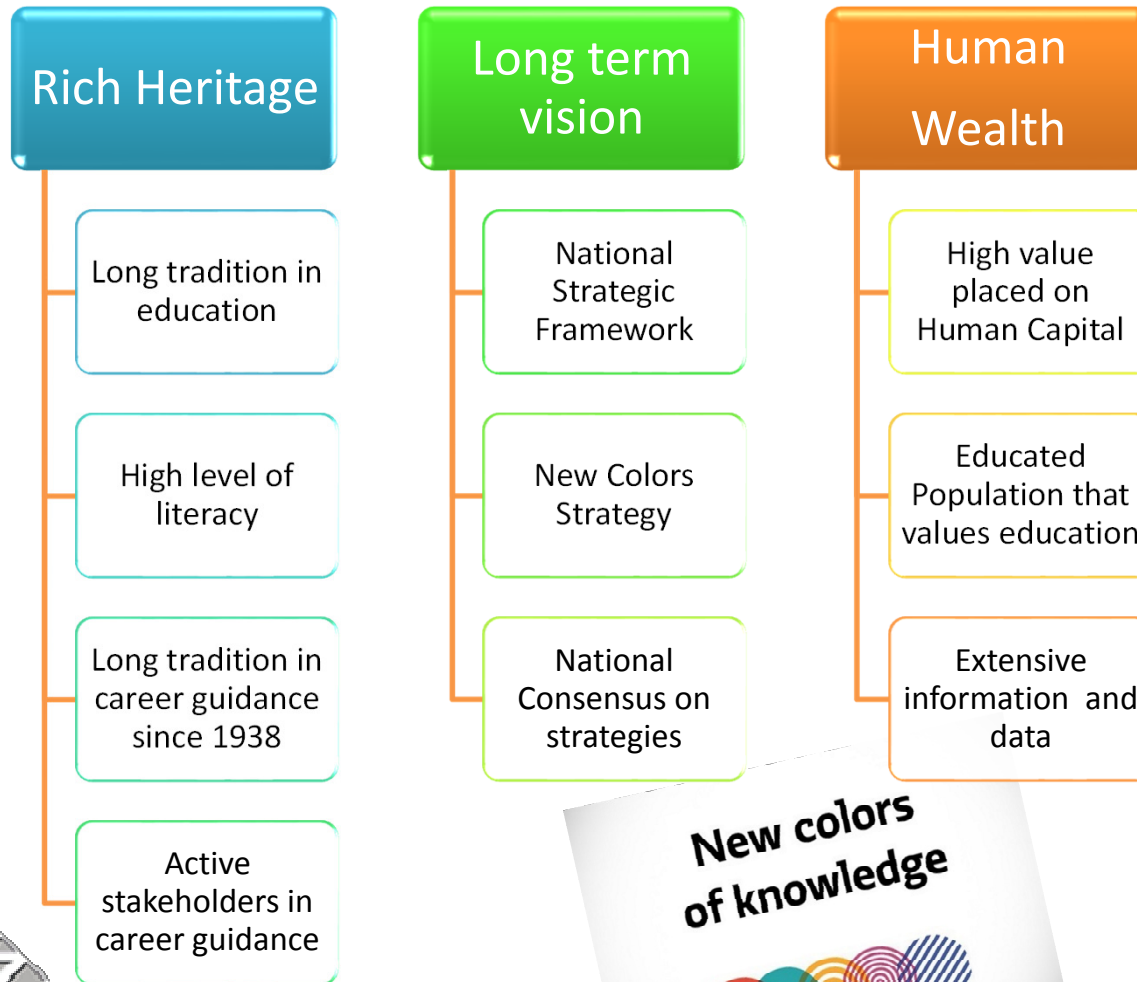 Rich Heritage
Long tradition in
education
High level of
literacy
Long tradition in
career guidance
since 1938
Active
stakeholders in
career guidance
Long term
vision
National
Strategic
Framework
New Colors
Strategy
National
Consensus on
strategies
Human
Wealth
High value
placed on
Human Capital
Educated
Population that
values education
Extensive
information and
data
New colors
of knowledge